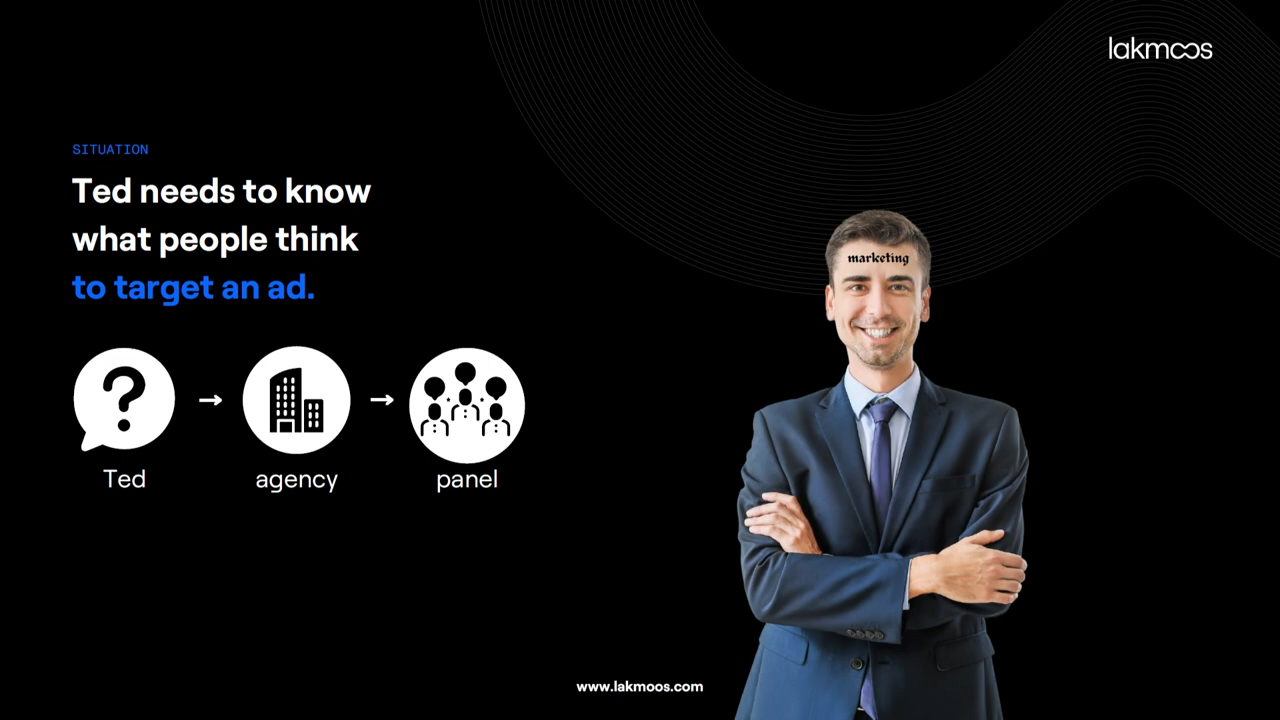 lakmoos
SITUATION
Ted needs to know
what people think
to target an ad.
marketing
?
Ted
agency
panel
www.lakmoos.com